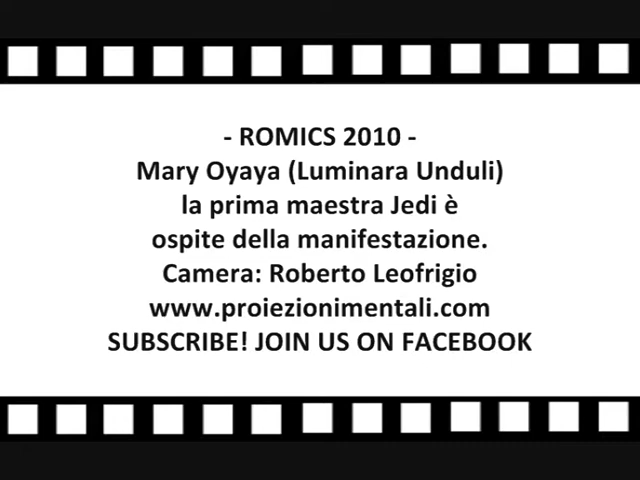 - ROMICS 2010 -
Mary Oyaya (Luminara Unduli)
la prima maestra Jedi è
ospite della manifestazione.
Camera: Roberto Leofrigio
www.proiezionimentali.com
SUBSCRIBE! JOIN US ON FACEBOOK